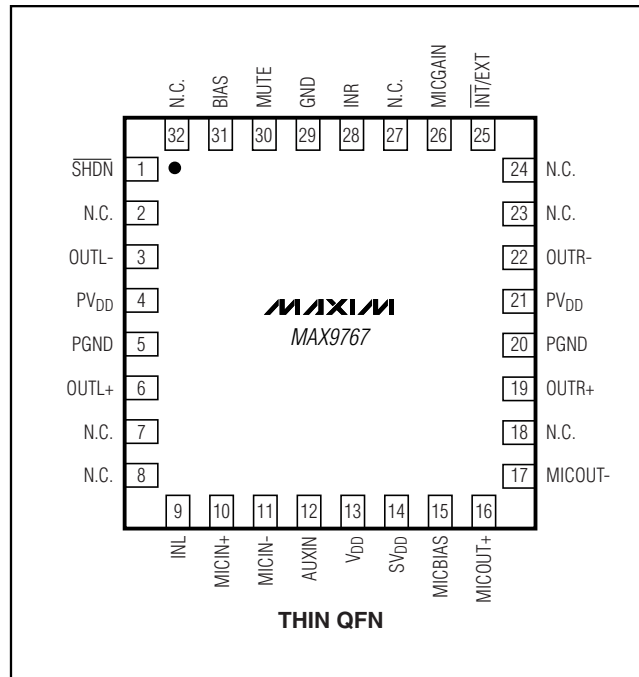 N.C.
BIAS
MUTE
GND
INR
N.C.
MICGAIN
I̅N̅T̅/EXT
32
31
30
29
28
27
26
25
S̅H̅D̅N̅ 1
N.C. 2
OUTL- 3
PVDD 4
PGND 5
OUTL+ 6
N.C. 7
N.C. 8
24 N.C.
23 N.C.
22 OUTR-
21 PVDD
20 PGND
19 OUTR+
18 N.C.
17 MICOUT-
MAXIM
MAX9767
9
10
11
12
13
14
15
16
INL
MICIN+
MICIN-
AUXIN
VDD
SVDD
MICBIAS
MICOUT+
THIN QFN